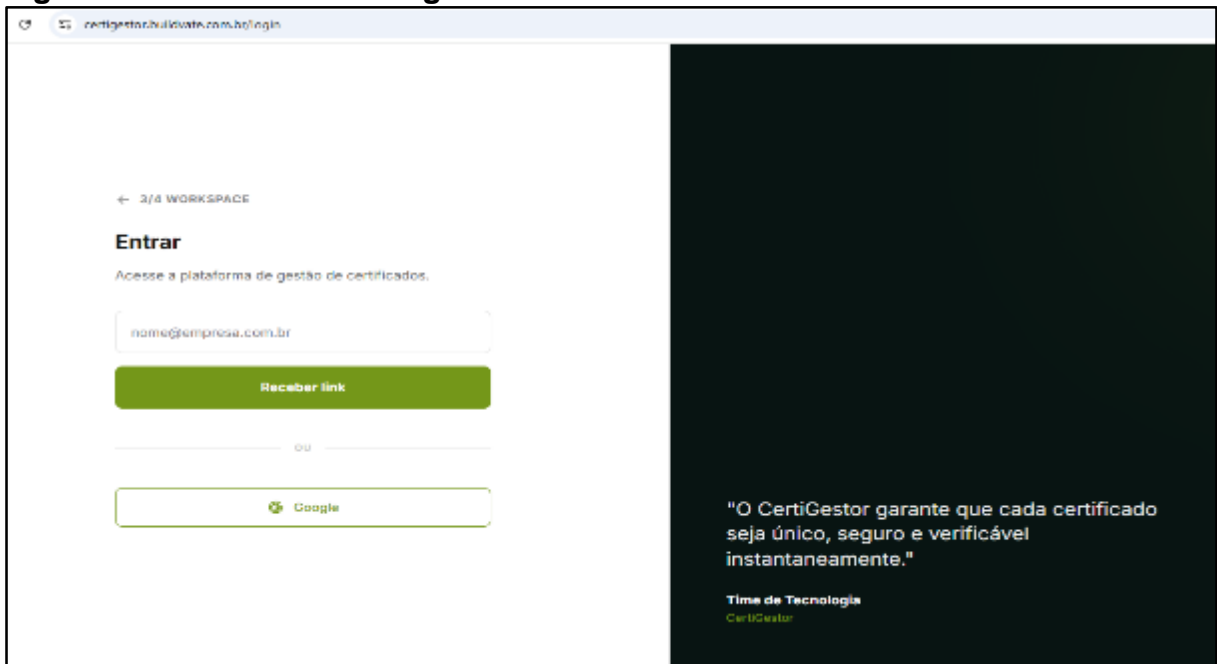 certigestor.buildvate.com.br/login
← 3/4 WORKSPACE
Entrar
Acesse a plataforma de gestão de certificados.
nome@empresa.com.br
Receber link
OU
Google
"O CertiGestor garante que cada certificado
seja único, seguro e verificável
instantaneamente."
Time de Tecnologia
CertiGestor